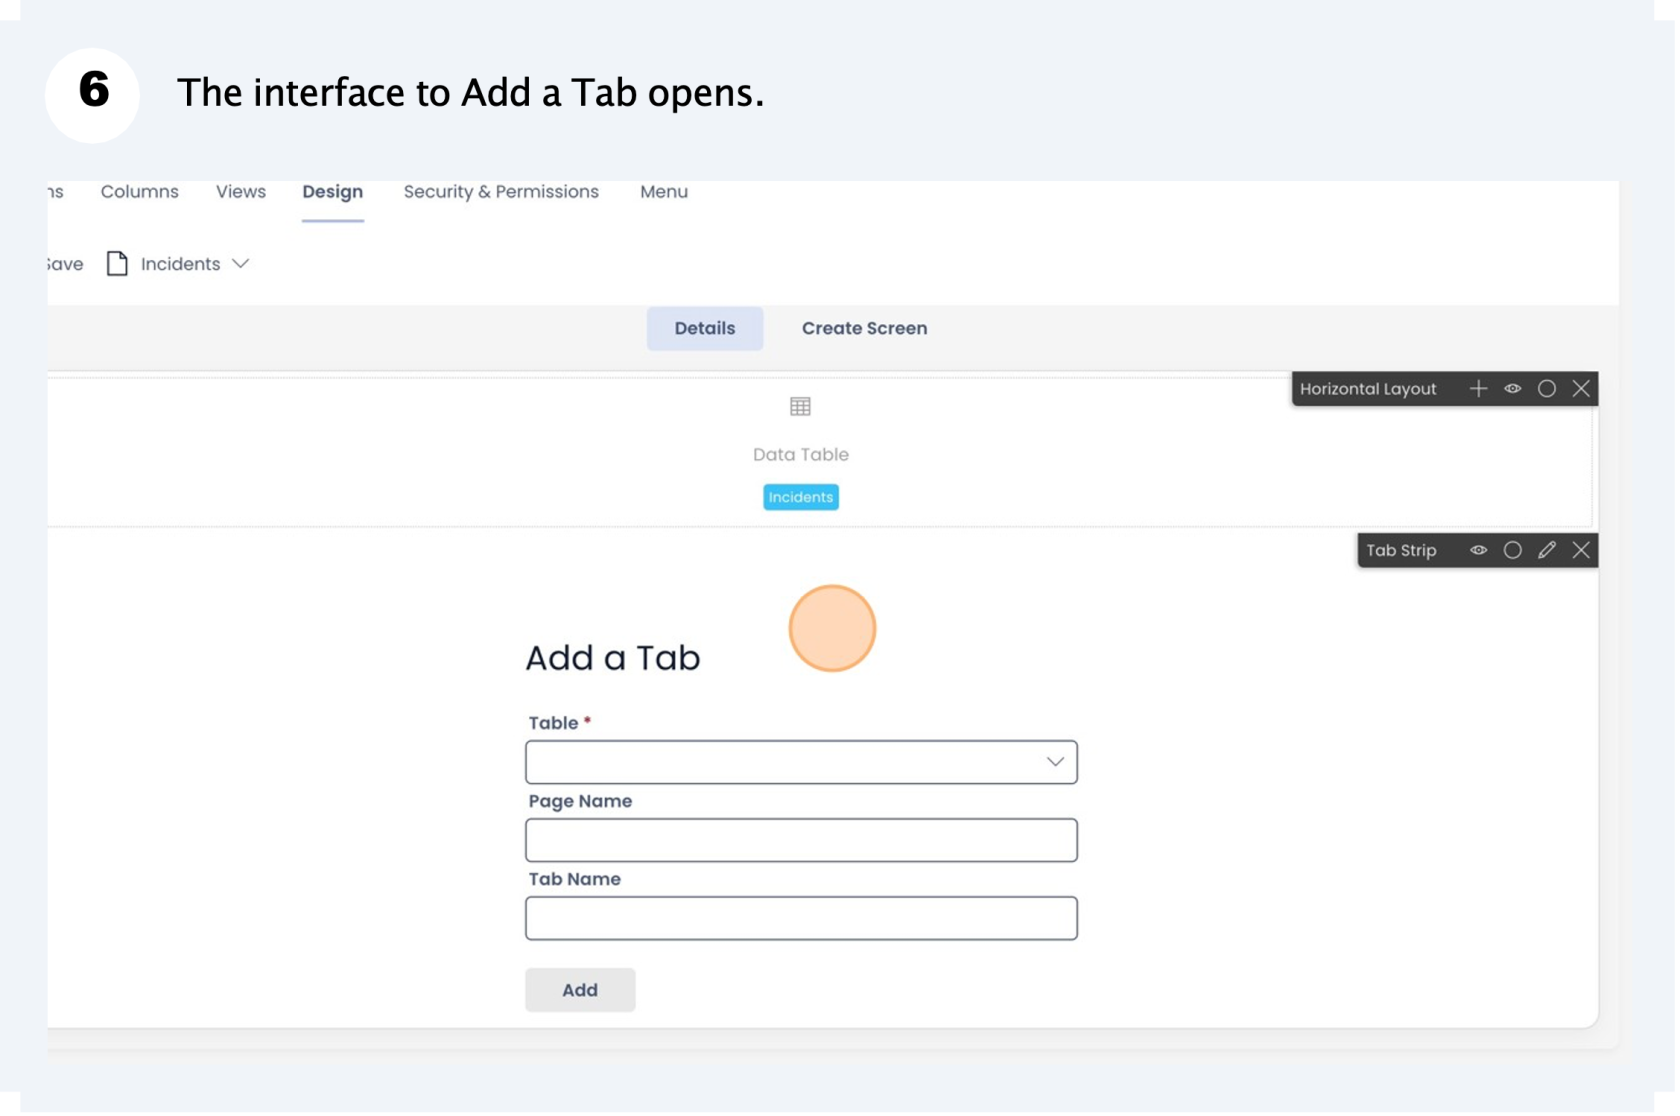 6 The interface to Add a Tab opens.
ns Columns Views Design Security & Permissions Menu
Save Incidents
Details Create Screen
Horizontal Layout
Data Table
Incidents
Tab Strip
Add a Tab
Table *
Page Name
Tab Name
Add